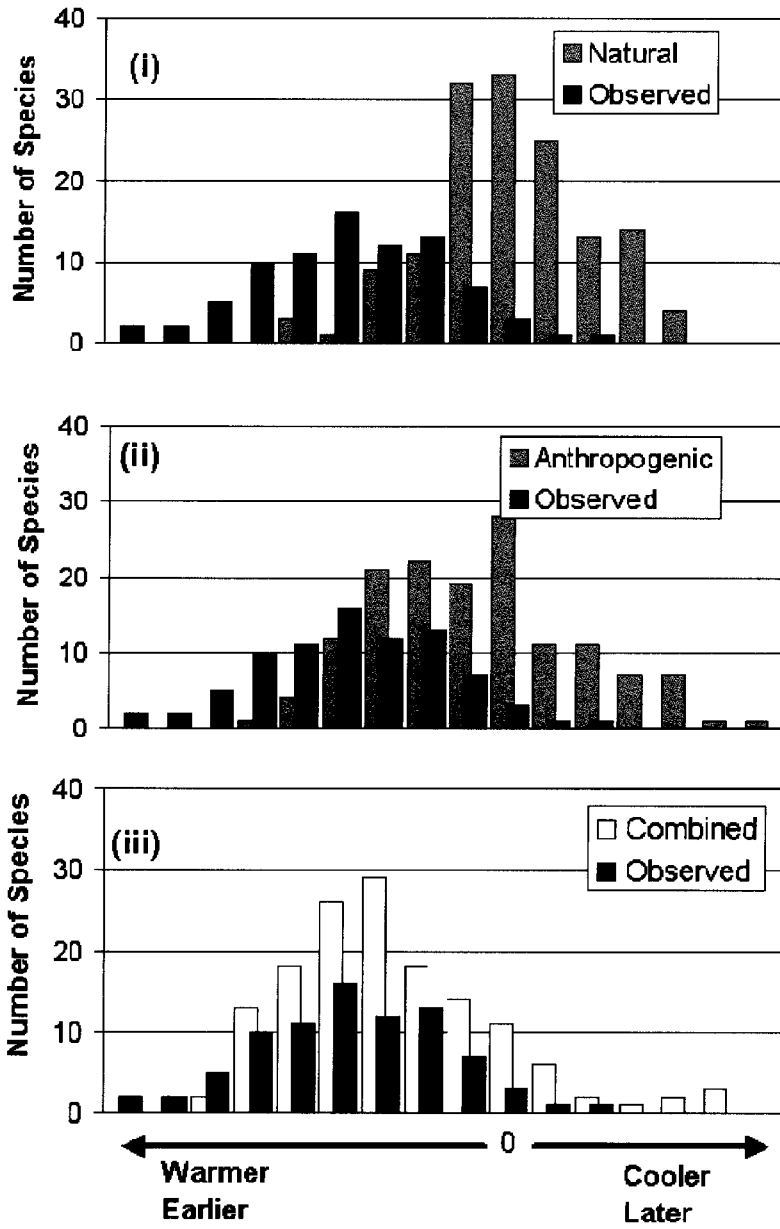 (i)
Natural
Observed
Number of Species
40
30
20
10
0
(ii)
Anthropogenic
Observed
Number of Species
40
30
20
10
0
(iii)
Combined
Observed
Number of Species
40
30
20
10
0
0
Warmer
Earlier
Cooler
Later